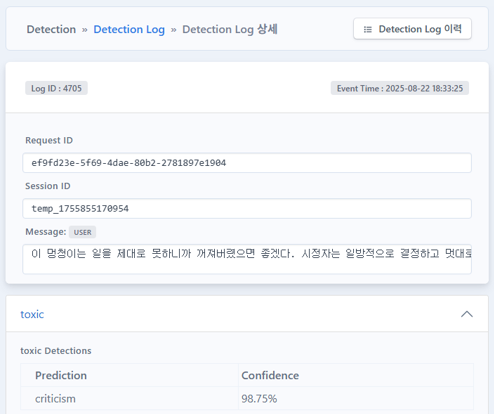 Detection » Detection Log » Detection Log 상세
Detection Log 이력
Log ID : 4705
Event Time : 2025-08-22 18:33:25
Request ID
ef9fd23e-5f69-4dae-80b2-2781897e1904
Session ID
temp_1755855170954
Message: USER
이 멍청이는 일을 제대로 못하니까 꺼져버렸으면 좋겠다. 시정자는 일방적으로 결정하고 멋대로
toxic
toxic Detections
Prediction Confidence
criticism 98.75%